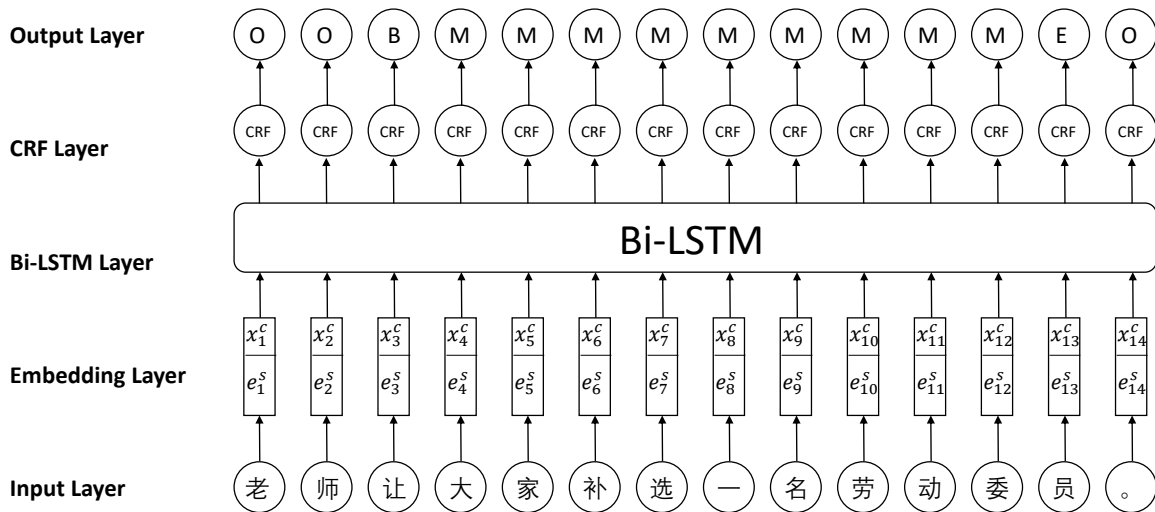 Output Layer O O B M M M M M M M M M E O
CRF Layer CRF CRF CRF CRF CRF CRF CRF CRF CRF CRF CRF CRF CRF CRF
Bi-LSTM Layer Bi-LSTM
Embedding Layer x₁ᶜ x₂ᶜ x₃ᶜ x₄ᶜ x₅ᶜ x₆ᶜ x₇ᶜ x₈ᶜ x₉ᶜ x₁₀ᶜ x₁₁ᶜ x₁₂ᶜ x₁₃ᶜ x₁₄ᶜ
e₁ˢ e₂ˢ e₃ˢ e₄ˢ e₅ˢ e₆ˢ e₇ˢ e₈ˢ e₉ˢ e₁₀ˢ e₁₁ˢ e₁₂ˢ e₁₃ˢ e₁₄ˢ
Input Layer 老 师 让 大 家 补 选 一 名 劳 动 委 员 。